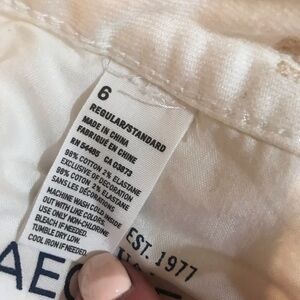 6
REGULAR/STANDARD
MADE IN CHINA
FABRIQUÉ EN CHINE
RN 54485 CA 03873
98% COTTON 2% ELASTANE
EXCLUSIVE OF DECORATION
98% COTON 2% ELASTANE
SANS LES DÉCORATIONS
MACHINE WASH COLD INSIDE
OUT WITH LIKE COLORS.
USE ONLY NON-CHLORINE
BLEACH IF NEEDED.
TUMBLE DRY LOW.
COOL IRON IF NEEDED.
EST. 1977
AEO